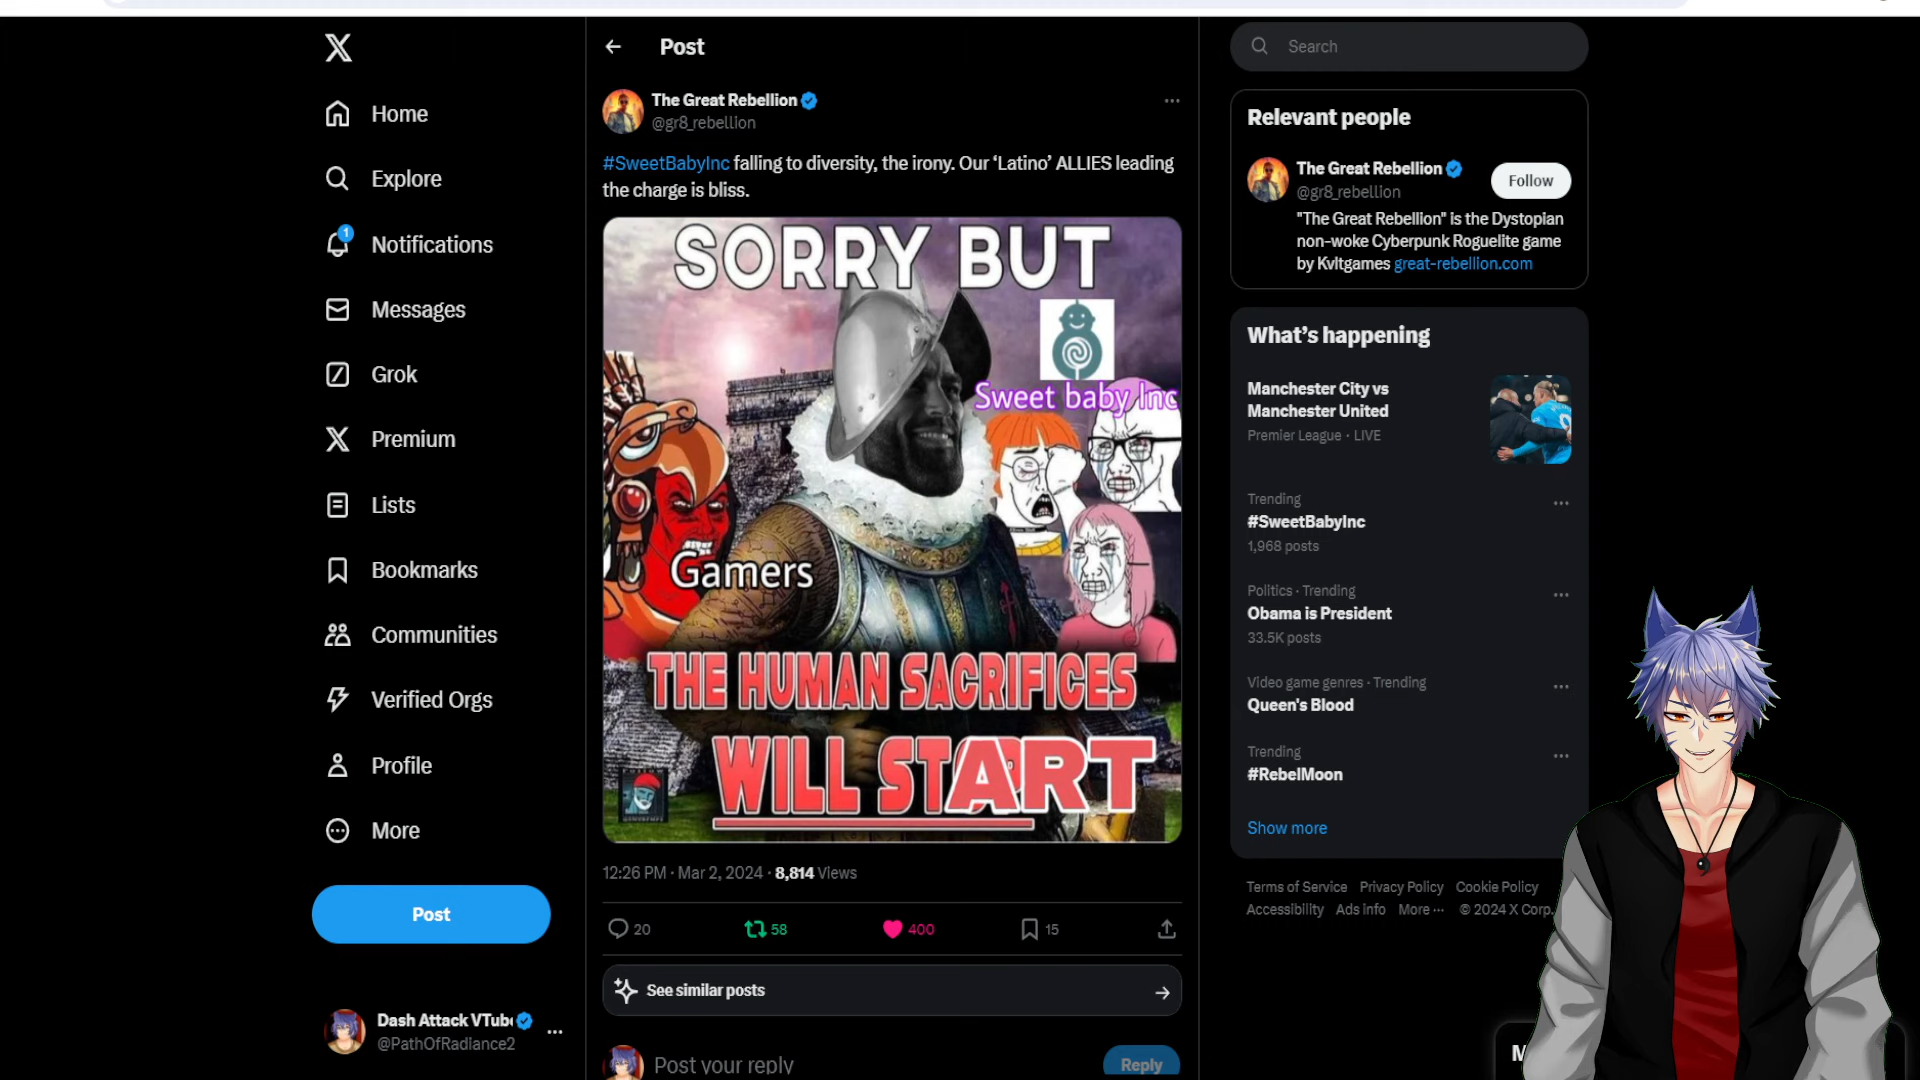 Post
Search
Home
Explore
1
Notifications
Messages
Grok
Premium
Lists
Bookmarks
Communities
Verified Orgs
Profile
More
Post
Dash Attack VTub
@PathOfRadiance2
The Great Rebellion
@gr8_rebellion
#SweetBabyInc falling to diversity, the irony. Our ‘Latino’ ALLIES leading
the charge is bliss.
SORRY BUT
Sweet baby Inc
Gamers
THE HUMAN SACRIFICES
WILL START
12:26 PM · Mar 2, 2024 · 8,814 Views
20
58
400
15
See similar posts
Post your reply
Reply
Relevant people
The Great Rebellion
@gr8_rebellion
Follow
"The Great Rebellion" is the Dystopian
non-woke Cyberpunk Roguelite game
by Kvltgames great-rebellion.com
What’s happening
Manchester City vs
Manchester United
Premier League · LIVE
Trending
#SweetBabyInc
1,968 posts
Politics · Trending
Obama is President
33.5K posts
Video game genres · Trending
Queen's Blood
Trending
#RebelMoon
Show more
Terms of Service Privacy Policy Cookie Policy
Accessibility Ads info More ··· © 2024 X Corp.